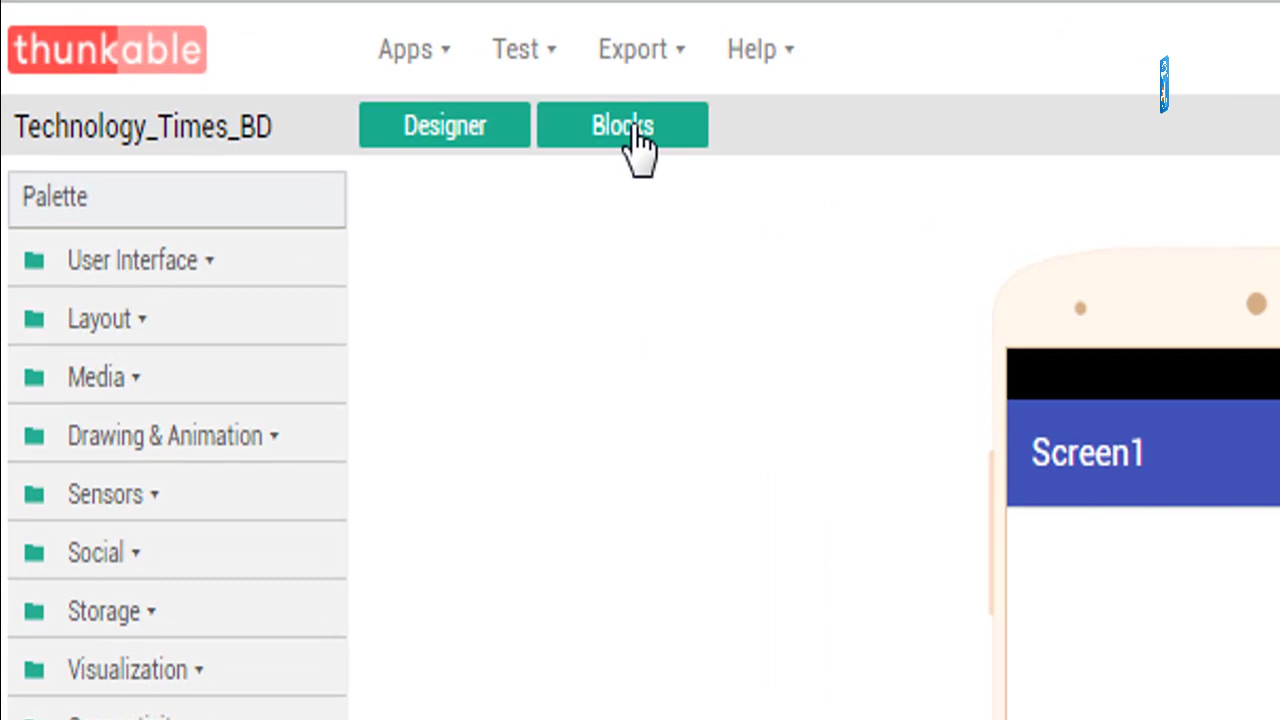 thunkable
Apps Test Export Help
Technology_Times_BD
Designer Blocks
Palette
User Interface
Layout
Media
Drawing & Animation
Sensors
Social
Storage
Visualization
Screen1